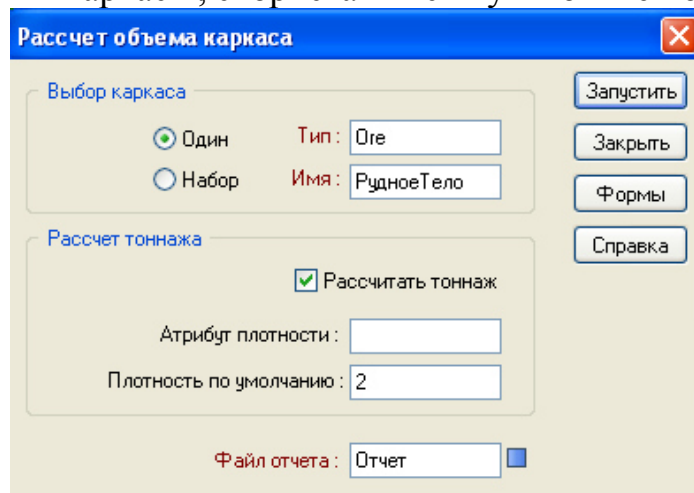 Рассчет объема каркаса
Выбор каркаса
Один
Тип : Ore
Набор
Имя : РудноеТело
Рассчет тоннажа
Рассчитать тоннаж
Атрибут плотности :
Плотность по умолчанию : 2
Файл отчета : Отчет
Запустить
Закрыть
Формы
Справка